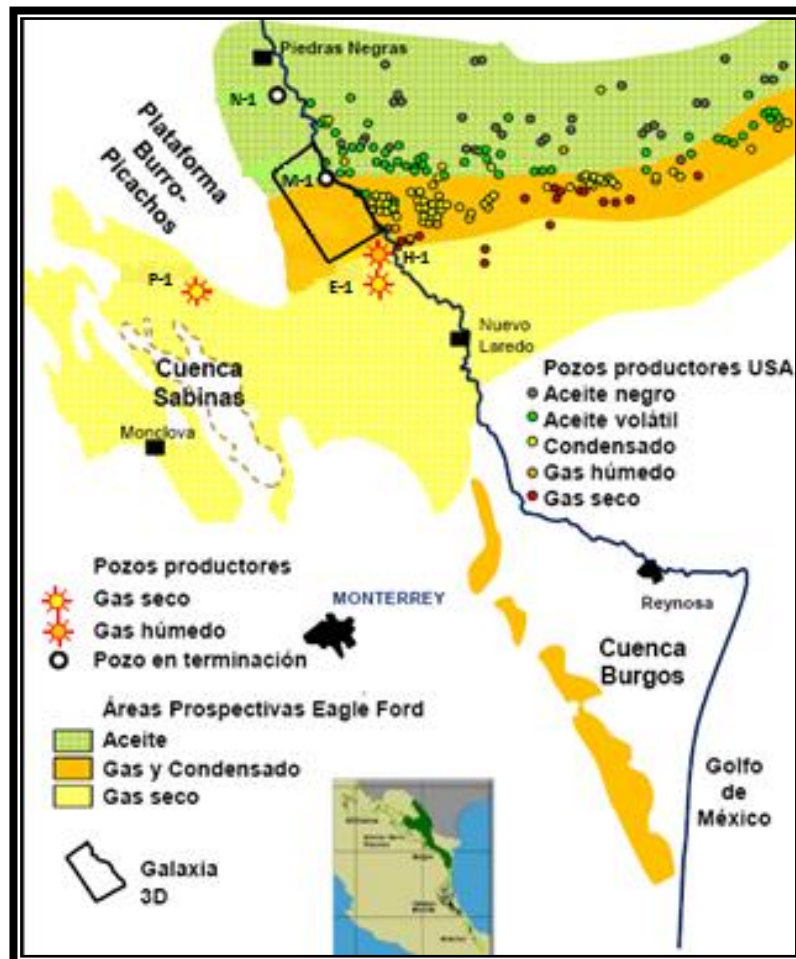 Piedras Negras
N-1
Plataforma
Burro-
Picachos
M-1
H-1
P-1
E-1
Nuevo
Laredo
Cuenca
Sabinas
Monclova
Pozos productores USA
Aceite negro
Aceite volátil
Condensado
Gas húmedo
Gas seco
Pozos productores
Gas seco
Gas húmedo
Pozo en terminación
MONTERREY
Reynosa
Cuenca
Burgos
Áreas Prospectivas Eagle Ford
Aceite
Gas y Condensado
Gas seco
Golfo
de
México
Galaxia
3D